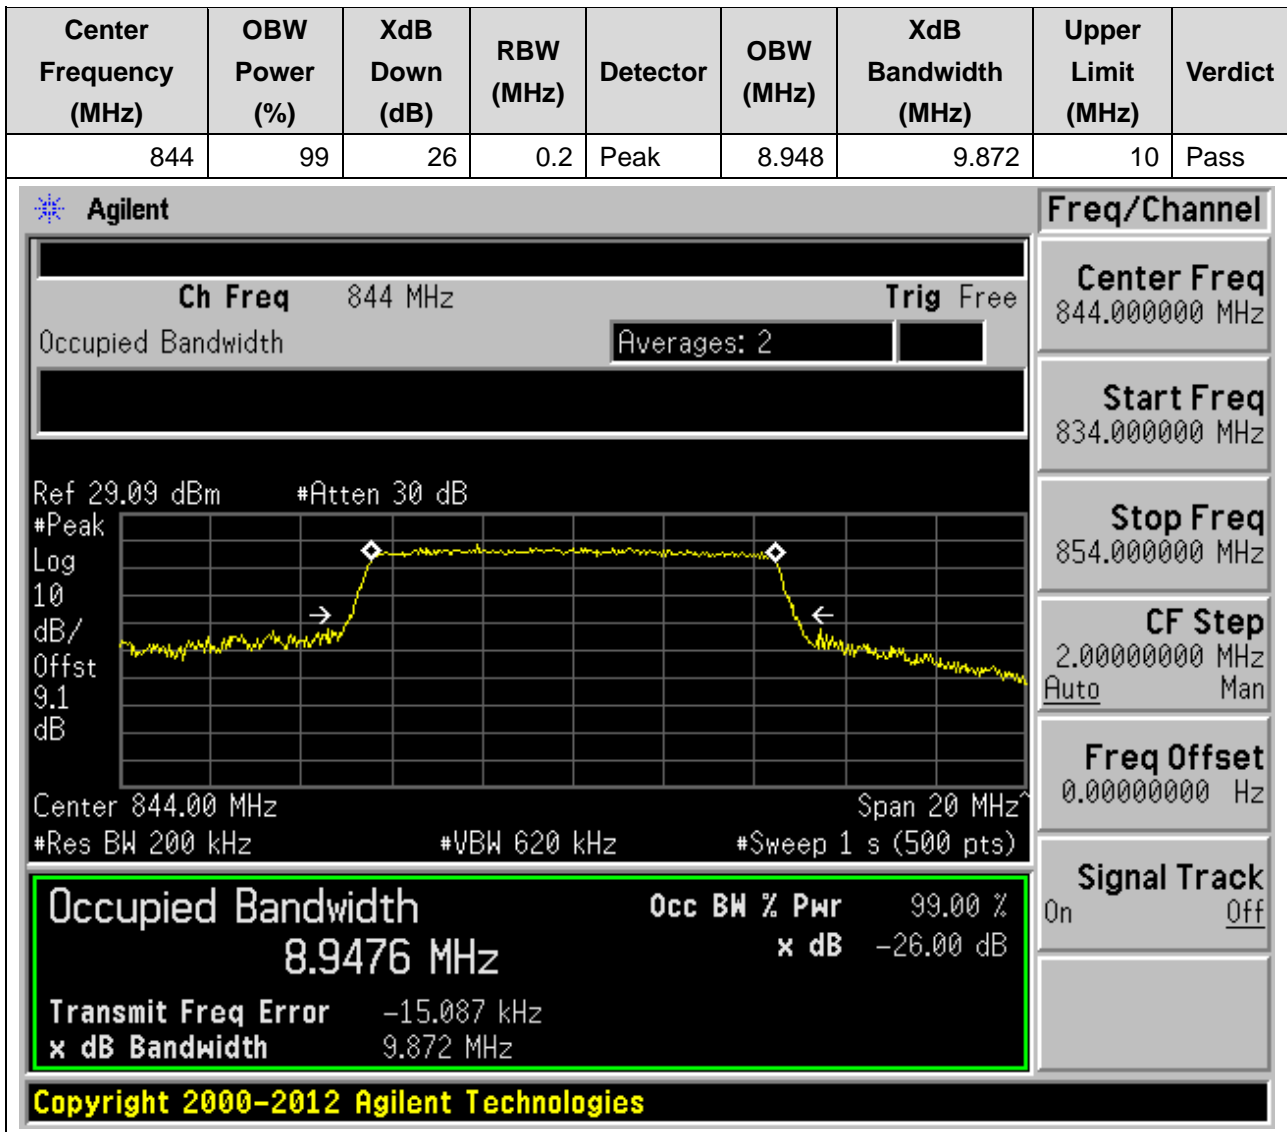 Center Frequency (MHz) OBW Power (%) XdB Down (dB) RBW (MHz) Detector OBW (MHz) XdB Bandwidth (MHz) Upper Limit (MHz) Verdict
844 99 26 0.2 Peak 8.948 9.872 10 Pass
Agilent
Freq/Channel
Ch Freq 844 MHz Trig Free
Occupied Bandwidth Averages: 2
Center Freq
844.000000 MHz
Start Freq
834.000000 MHz
Stop Freq
854.000000 MHz
CF Step
2.00000000 MHz
Auto Man
Freq Offset
0.00000000 Hz
Signal Track
On Off
Ref 29.09 dBm #Atten 30 dB
#Peak
Log
10
dB/
Offst
9.1
dB
Center 844.00 MHz Span 20 MHz^
#Res BW 200 kHz #VBW 620 kHz #Sweep 1 s (500 pts)
Occupied Bandwidth Occ BW % Pwr 99.00 %
8.9476 MHz x dB -26.00 dB
Transmit Freq Error -15.087 kHz
x dB Bandwidth 9.872 MHz
Copyright 2000-2012 Agilent Technologies